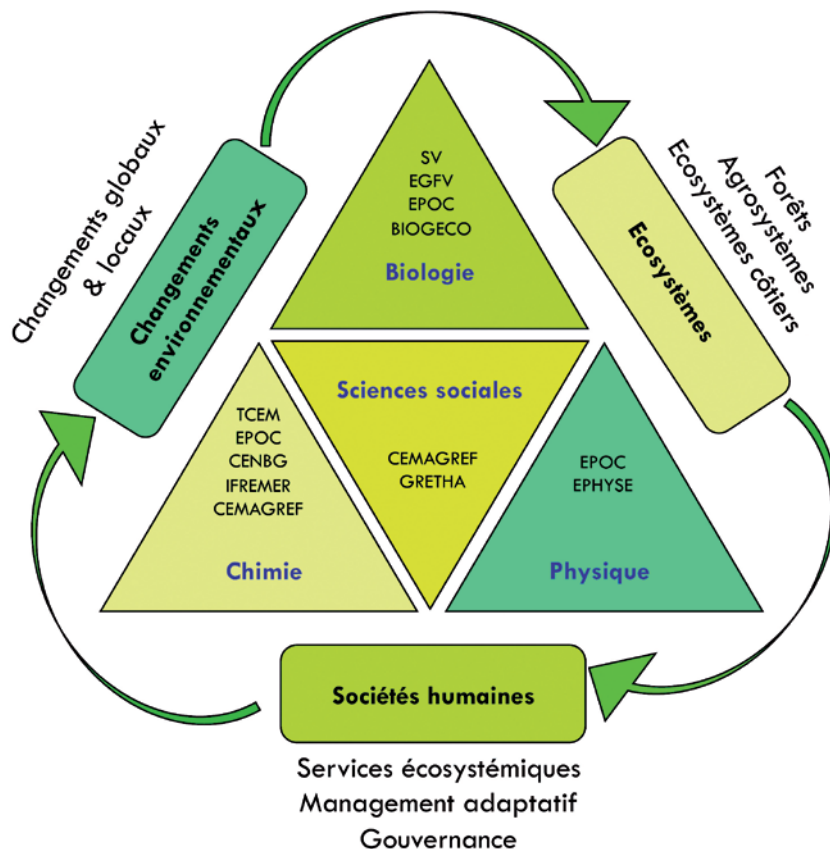 Changements globaux
& locaux
Changements
environnementaux
SV
EGFV
EPOC
BIOGECO
Biologie
Ecosystèmes
Forêts
Agrosystèmes
Ecosystèmes côtiers
Sciences sociales
CEMAGREF
GRETHA
TCEM
EPOC
CENBG
IFREMER
CEMAGREF
Chimie
EPOC
EPHYSE
Physique
Sociétés humaines
Services écosystémiques
Management adaptatif
Gouvernance